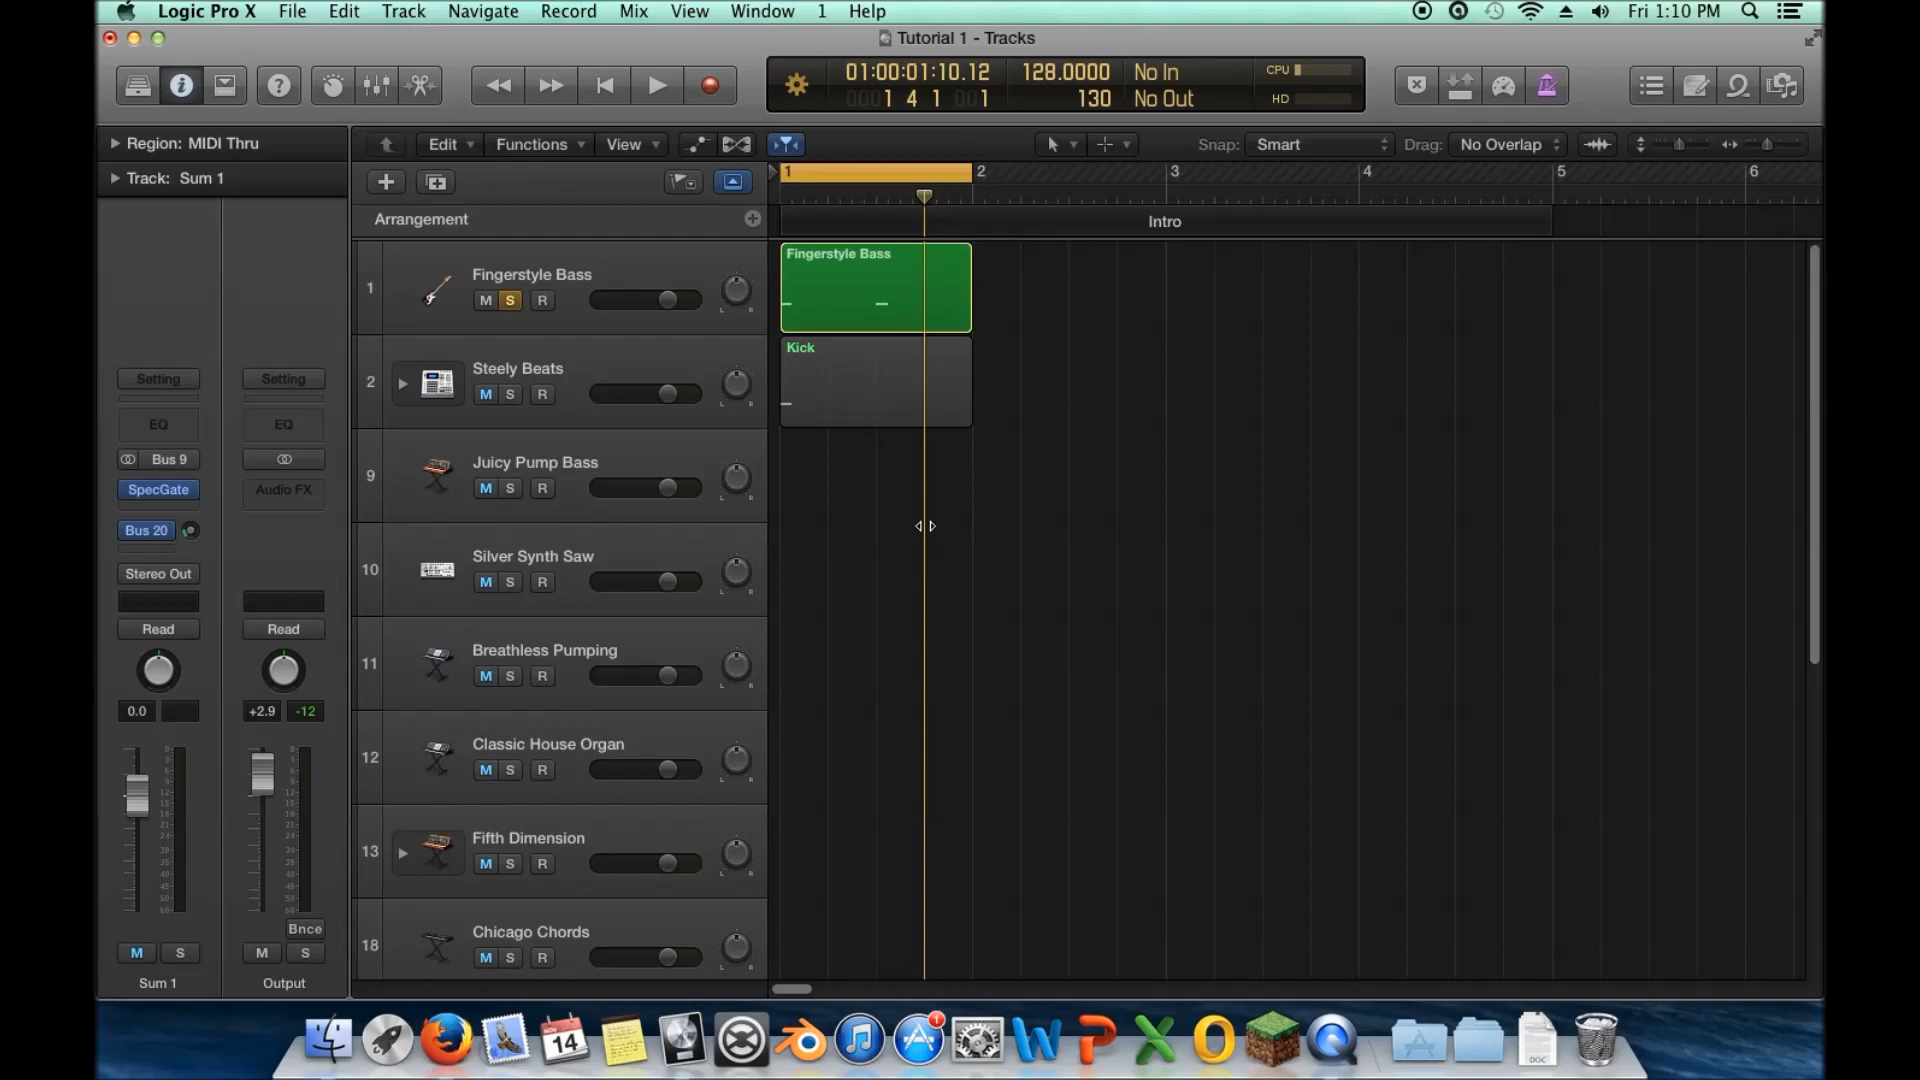 Logic Pro X File Edit Track Navigate Record Mix View Window 1 Help Fri 1:10 PM
Tutorial 1 - Tracks
01:00:01:10.12 128.0000 No In CPU
1 4 1 1 130 No Out HD
Region: MIDI Thru
Edit Functions View Snap: Smart Drag: No Overlap
Track: Sum 1
1 2 3 4 5 6
Arrangement
Intro
1 Fingerstyle Bass
M S R
L R
Fingerstyle Bass
2 Steely Beats
M S R
L R
Kick
9 Juicy Pump Bass
M S R
L R
10 Silver Synth Saw
M S R
L R
11 Breathless Pumping
M S R
L R
12 Classic House Organ
M S R
L R
13 Fifth Dimension
M S R
L R
18 Chicago Chords
M S R
L R
Setting Setting
EQ EQ
Bus 9
SpecGate Audio FX
Bus 20
Stereo Out
Read Read
0.0 +2.9 -12
Bnce
M S M S
Sum 1 Output
NOV
14
1
W P X O
DOC